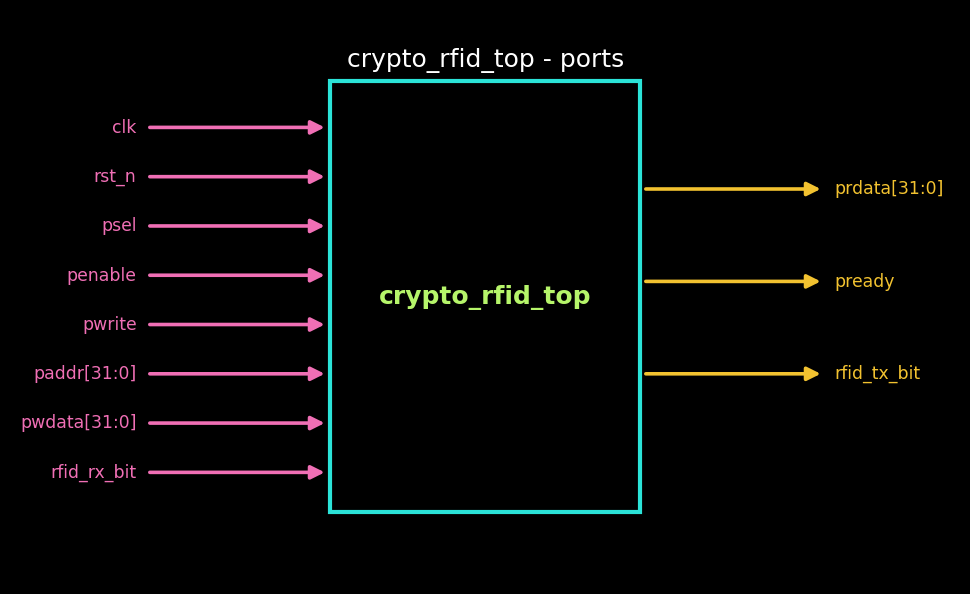 crypto_rfid_top - ports
clk
rst_n
psel
penable
pwrite
paddr[31:0]
pwdata[31:0]
rfid_rx_bit
crypto_rfid_top
prdata[31:0]
pready
rfid_tx_bit